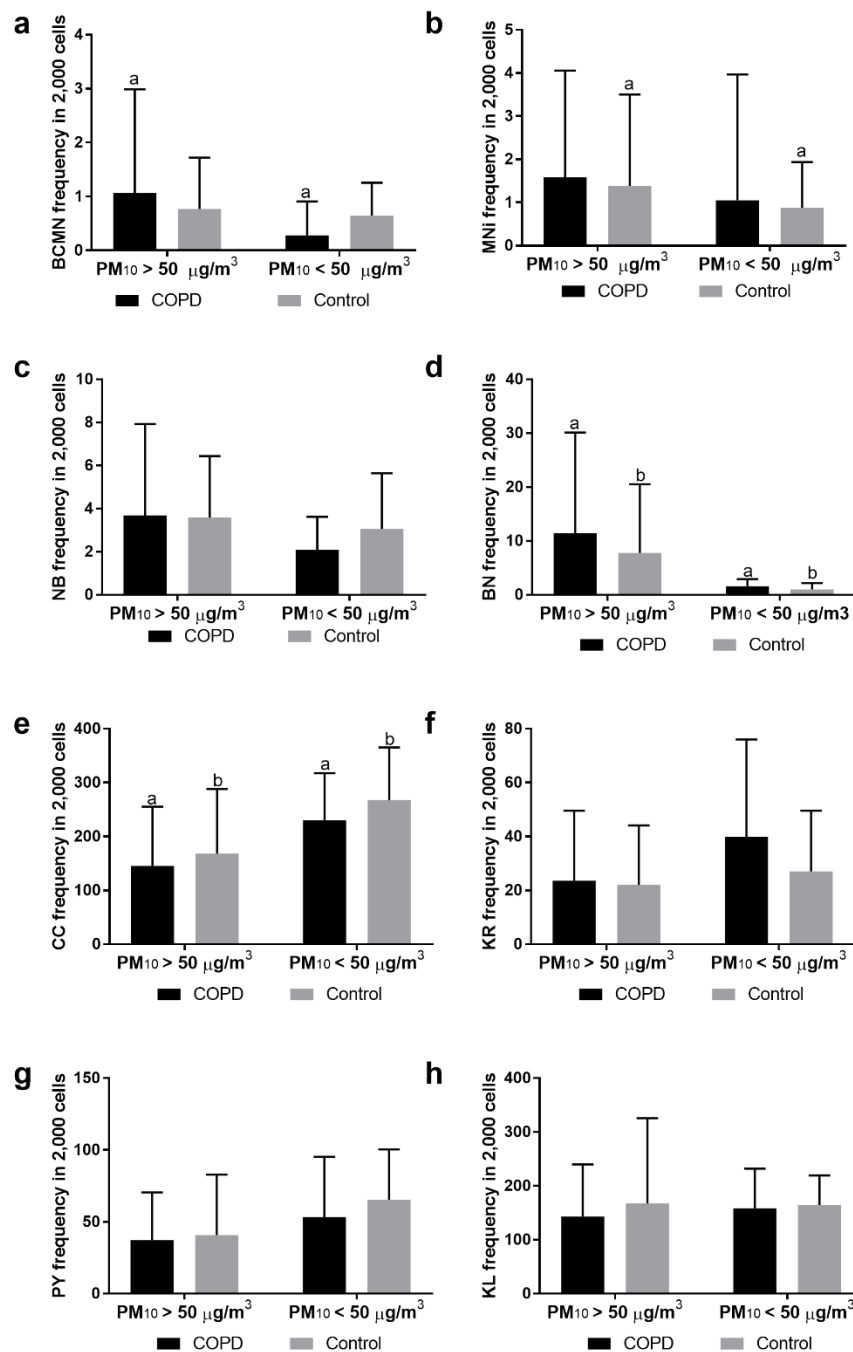 a
BCMN frequency in 2,000 cells
4
3
2
1
0
a
a
PM10 > 50 μg/m3
PM10 < 50 μg/m3
COPD
Control
b
MNi frequency in 2,000 cells
5
4
3
2
1
0
a
a
PM10 > 50 μg/m3
PM10 < 50 μg/m3
COPD
Control
c
NB frequency in 2,000 cells
10
8
6
4
2
0
PM10 > 50 μg/m3
PM10 < 50 μg/m3
COPD
Control
d
BN frequency in 2,000 cells
40
30
20
10
0
a
b
a
b
PM10 > 50 μg/m3
PM10 < 50 μg/m3
COPD
Control
e
CC frequency in 2,000 cells
400
300
200
100
0
a
b
a
b
PM10 > 50 μg/m3
PM10 < 50 μg/m3
COPD
Control
f
KR frequency in 2,000 cells
80
60
40
20
0
PM10 > 50 μg/m3
PM10 < 50 μg/m3
COPD
Control
g
PY frequency in 2,000 cells
150
100
50
0
PM10 > 50 μg/m3
PM10 < 50 μg/m3
COPD
Control
h
KL frequency in 2,000 cells
400
300
200
100
0
PM10 > 50 μg/m3
PM10 < 50 μg/m3
COPD
Control